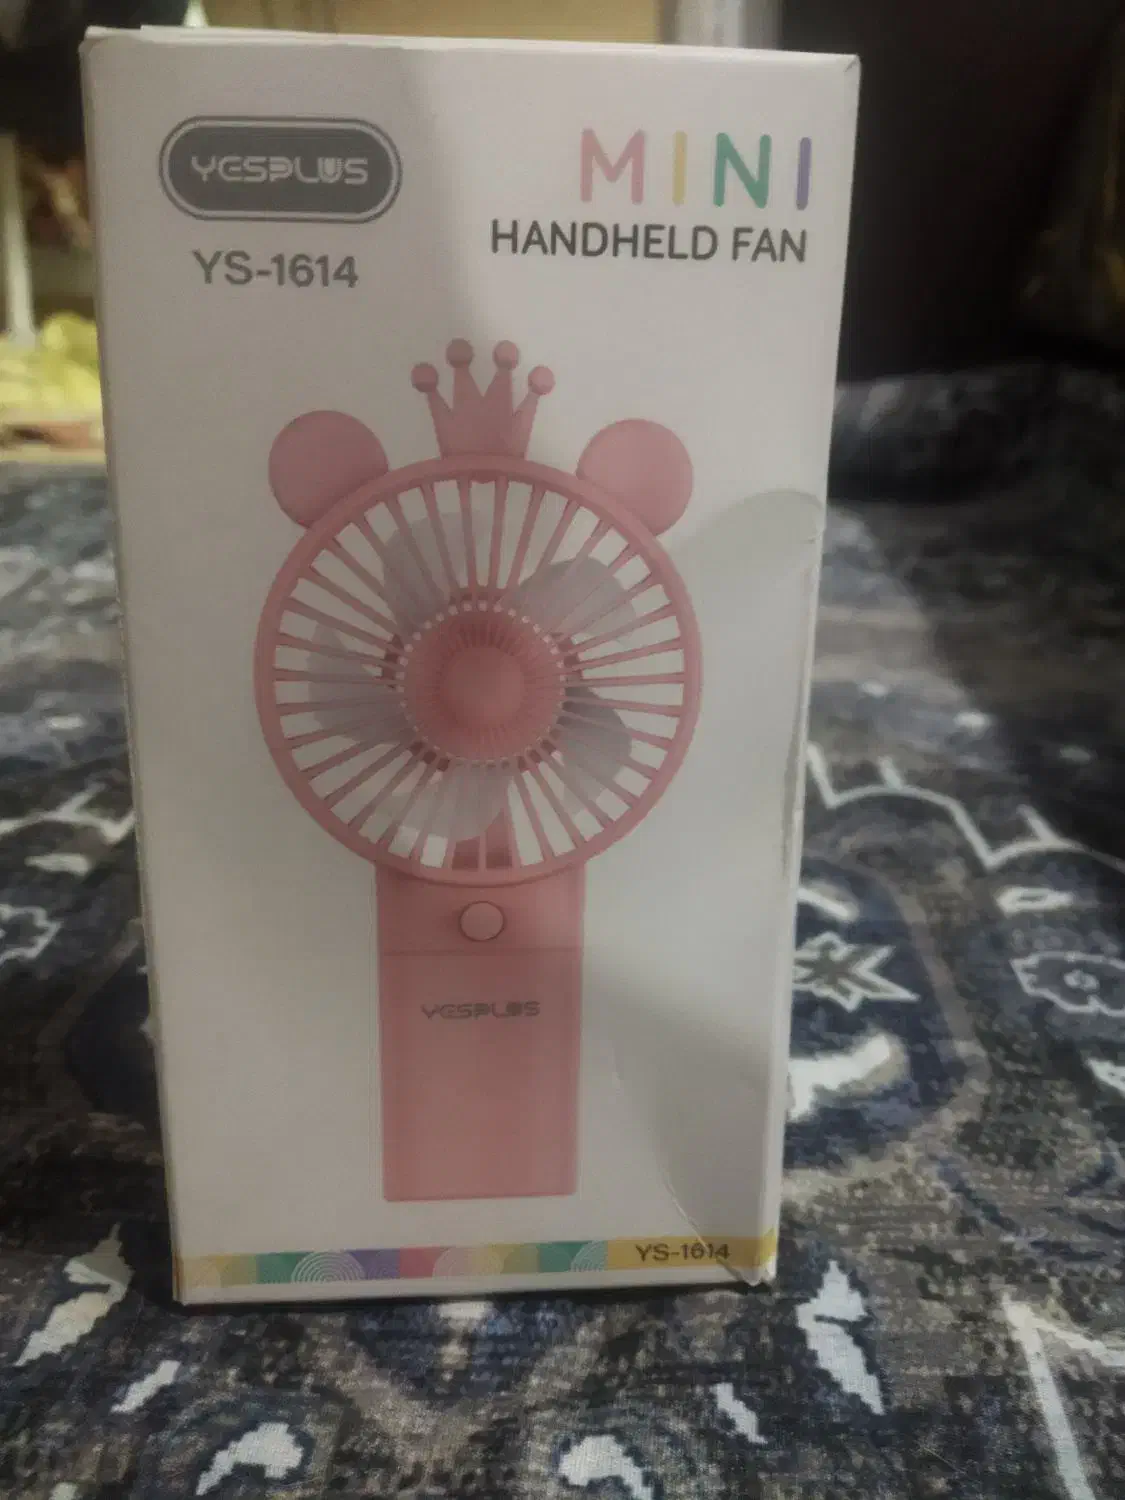 YESPLUS
YS-1614
MINI
HANDHELD FAN
YESPLUS
YS-1614